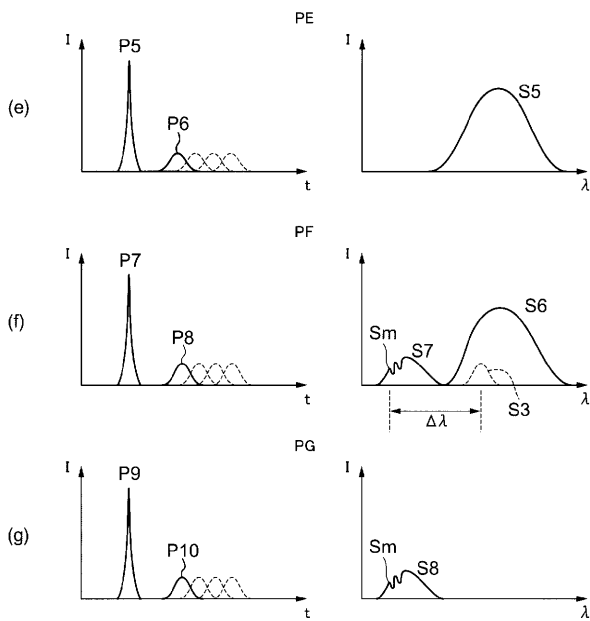 PE
(e)
I
P5
P6
t
I
S5
λ
PF
(f)
I
P7
P8
t
I
Sm
S7
S6
S3
Δλ
λ
PG
(g)
I
P9
P10
t
I
Sm
S8
λ